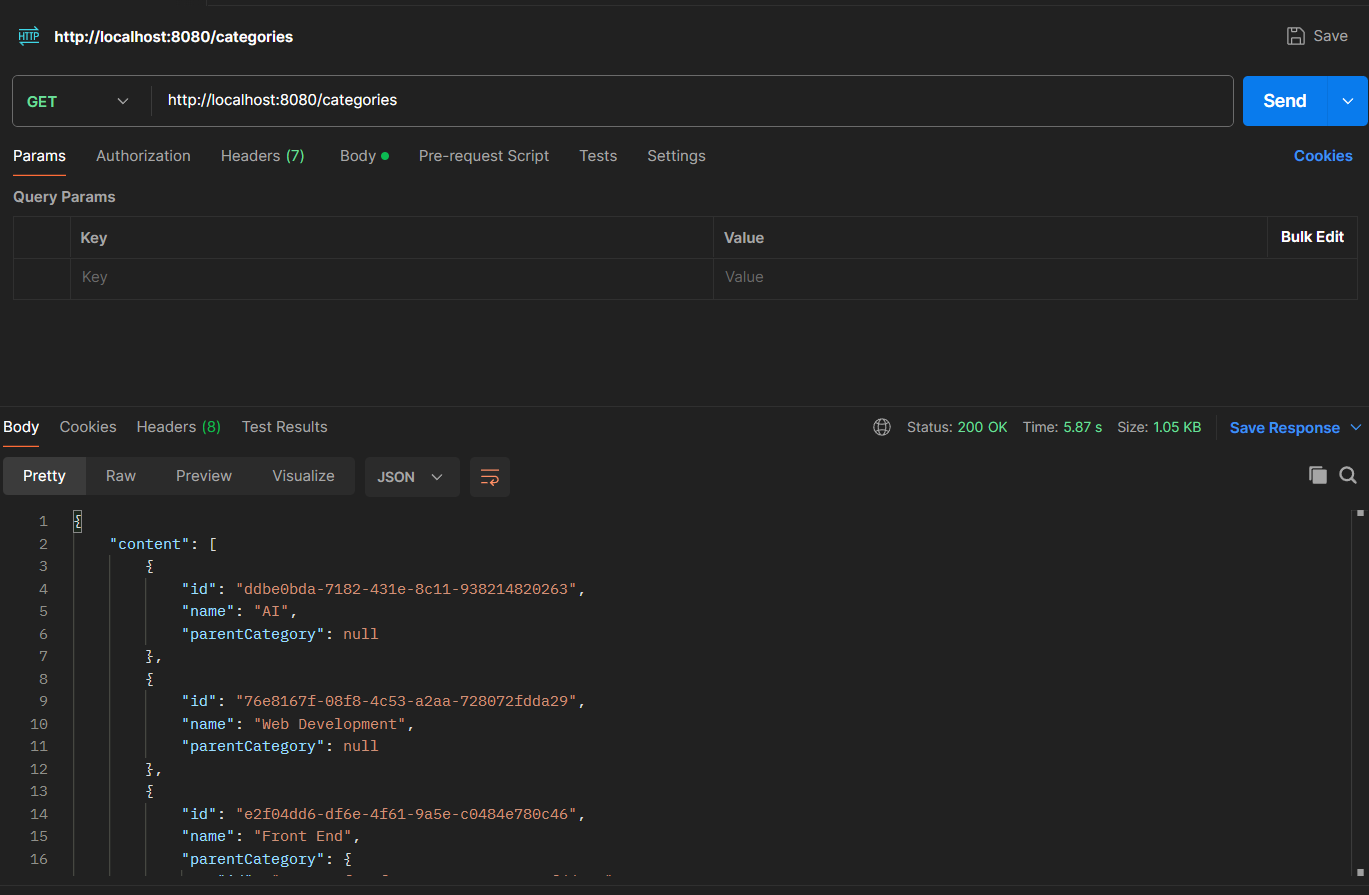 HTTP http://localhost:8080/categories Save
GET http://localhost:8080/categories Send
Params Authorization Headers (7) Body Pre-request Script Tests Settings Cookies
Query Params
Key Value Bulk Edit
Key Value
Body Cookies Headers (8) Test Results Status: 200 OK Time: 5.87 s Size: 1.05 KB Save Response
Pretty Raw Preview Visualize JSON
1 {
2 "content": [
3 {
4 "id": "ddbe0bda-7182-431e-8c11-938214820263",
5 "name": "AI",
6 "parentCategory": null
7 },
8 {
9 "id": "76e8167f-08f8-4c53-a2aa-728072fdda29",
10 "name": "Web Development",
11 "parentCategory": null
12 },
13 {
14 "id": "e2f04dd6-df6e-4f61-9a5e-c0484e780c46",
15 "name": "Front End",
16 "parentCategory": {